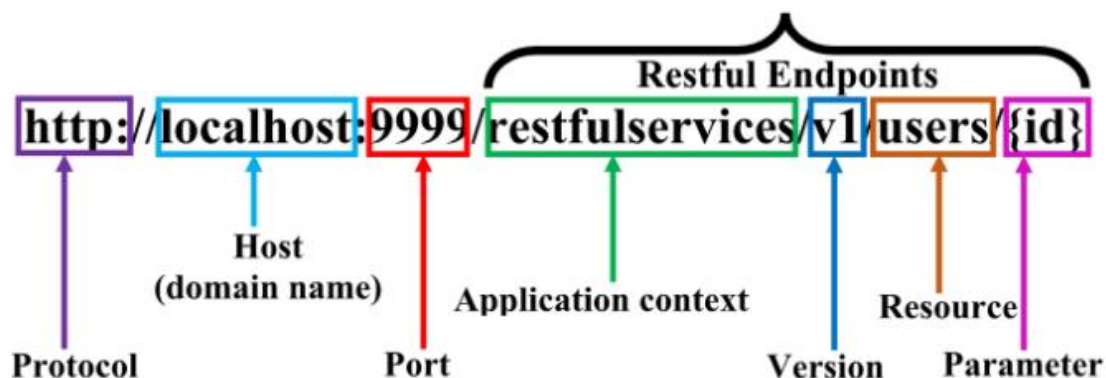 Restful Endpoints
http://localhost:9999/restfulservices/v1/users/{id}
Host
(domain name)
Application context
Resource
Protocol
Port
Version
Parameter